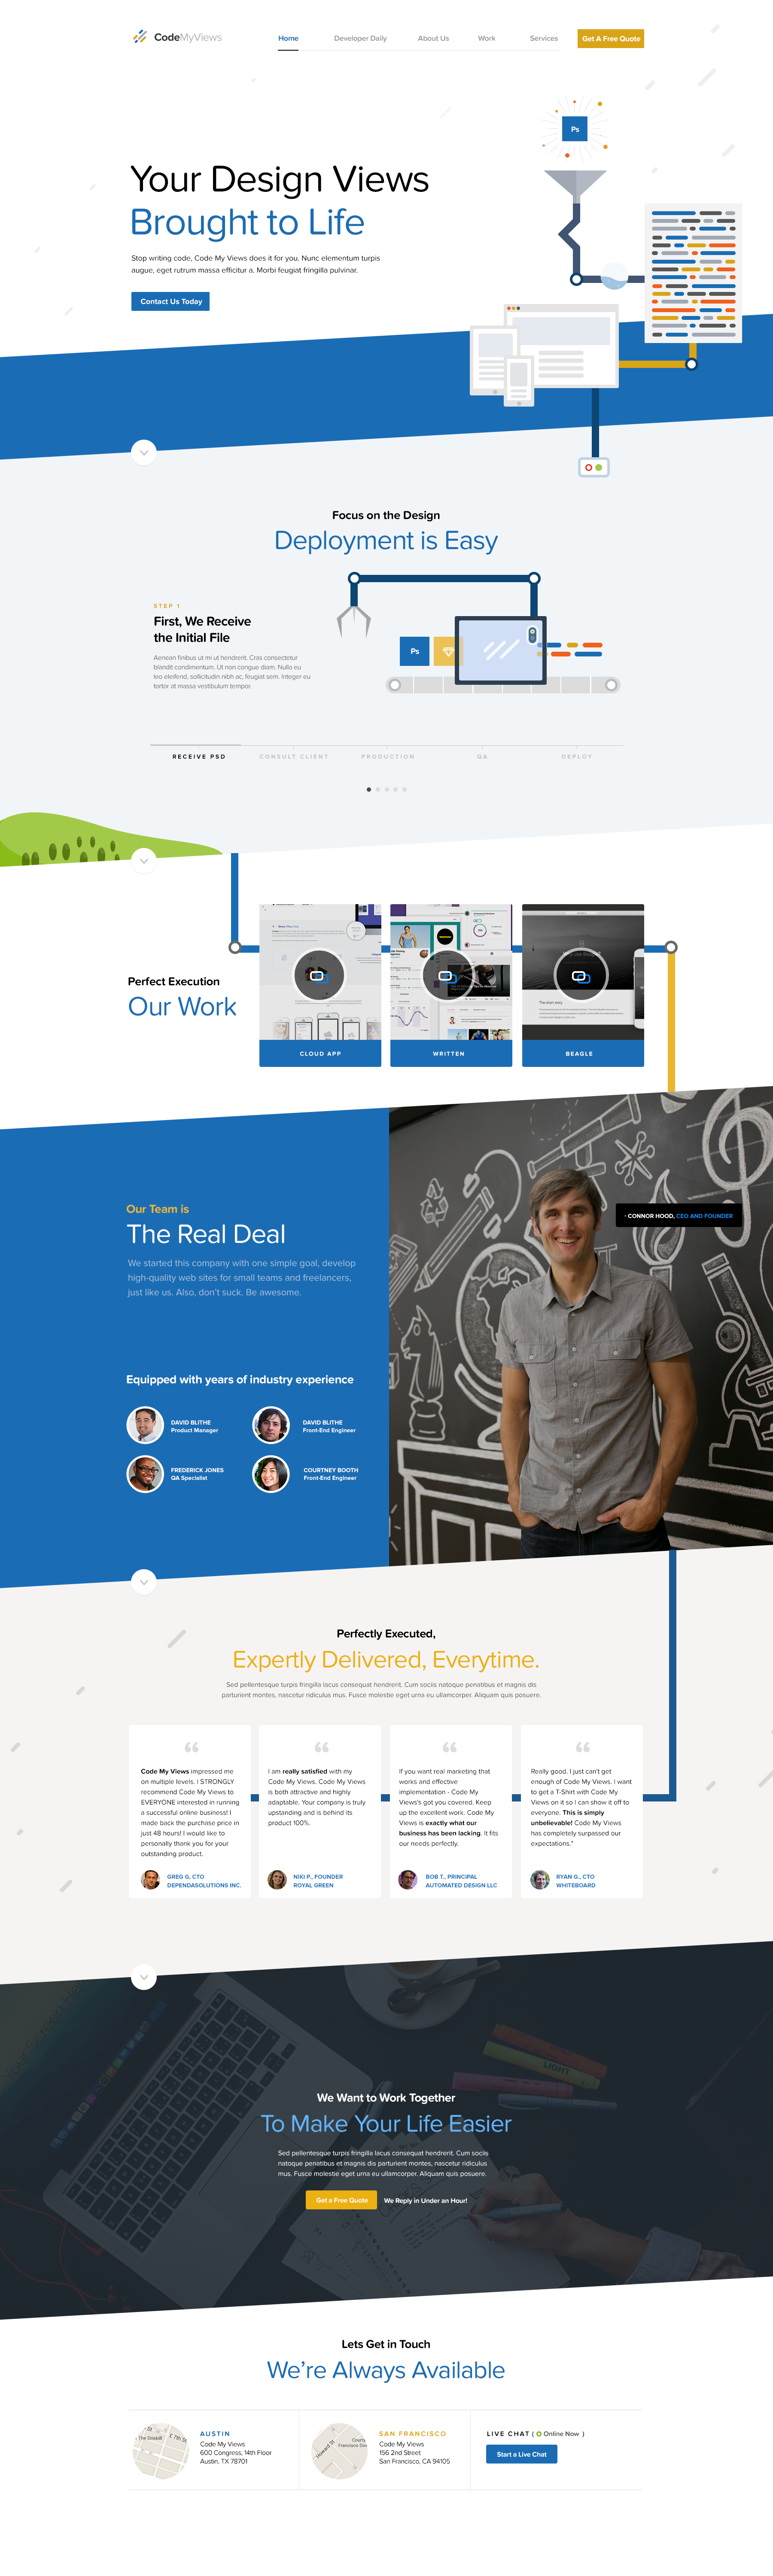 CodeMyViews
Home
Developer Daily
About Us
Work
Services
Get A Free Quote
Ps
Your Design Views
Brought to Life
Stop writing code, Code My Views does it for you. Nunc elementum turpis
augue, eget rutrum massa efficitur a. Morbi feugiat fringilla pulvinar.
Contact Us Today
Focus on the Design
Deployment is Easy
STEP 1
First, We Receive
the Initial File
Aenean finibus ut mi ut hendrerit. Cras consectetur
blandit condimentum. Ut non congue diam. Nulla eu
leo eleifend, sollicitudin nibh ac, feugiat sem. Integer eu
tortor at massa vestibulum tempor.
Ps
RECEIVE PSD
CONSULT CLIENT
PRODUCTION
QA
DEPLOY
Perfect Execution
Our Work
The short story
CLOUD APP
WRITTEN
BEAGLE
Our Team is
The Real Deal
We started this company with one simple goal, develop
high-quality web sites for small teams and freelancers,
just like us. Also, don't suck. Be awesome.
- CONNOR HOOD, CEO AND FOUNDER
Equipped with years of industry experience
DAVID BLITHE
Product Manager
DAVID BLITHE
Front-End Engineer
FREDERICK JONES
QA Specialist
COURTNEY BOOTH
Front-End Engineer
Perfectly Executed,
Expertly Delivered, Everytime.
Sed pellentesque turpis fringilla lacus consequat hendrerit. Cum sociis natoque penatibus et magnis dis
parturient montes, nascetur ridiculus mus. Fusce molestie eget urna eu ullamcorper. Aliquam quis posuere.
Code My Views impressed me
on multiple levels. I STRONGLY
recommend Code My Views to
EVERYONE interested in running
a successful online business! I
made back the purchase price in
just 48 hours! I would like to
personally thank you for your
outstanding product.
GREG G, CTO
DEPENDASOLUTIONS INC.
I am really satisfied with my
Code My Views. Code My Views
is both attractive and highly
adaptable. Your company is truly
upstanding and is behind its
product 100%.
NIKI P., FOUNDER
ROYAL GREEN
If you want real marketing that
works and effective
implementation - Code My
Views's got you covered. Keep
up the excellent work. Code My
Views is exactly what our
business has been lacking. It fits
our needs perfectly.
BOB T., PRINCIPAL
AUTOMATED DESIGN LLC
Really good. I just can't get
enough of Code My Views. I want
to get a T-Shirt with Code My
Views on it so I can show it off to
everyone. This is simply
unbelievable! Code My Views
has completely surpassed our
expectations."
RYAN G., CTO
WHITEBOARD
LIGHT
We Want to Work Together
To Make Your Life Easier
Sed pellentesque turpis fringilla lacus consequat hendrerit. Cum sociis
natoque penatibus et magnis dis parturient montes, nascetur ridiculus
mus. Fusce molestie eget urna eu ullamcorper. Aliquam quis posuere.
Get a Free Quote
We Reply in Under an Hour!
Lets Get in Touch
We're Always Available
St
The Driskill
E 7th St
AUSTIN
Code My Views
600 Congress, 14th Floor
Austin, TX 78701
Howard St
SAN FRANCISCO
Code My Views
156 2nd Street
San Francisco, CA 94105
LIVE CHAT ( Online Now )
Start a Live Chat